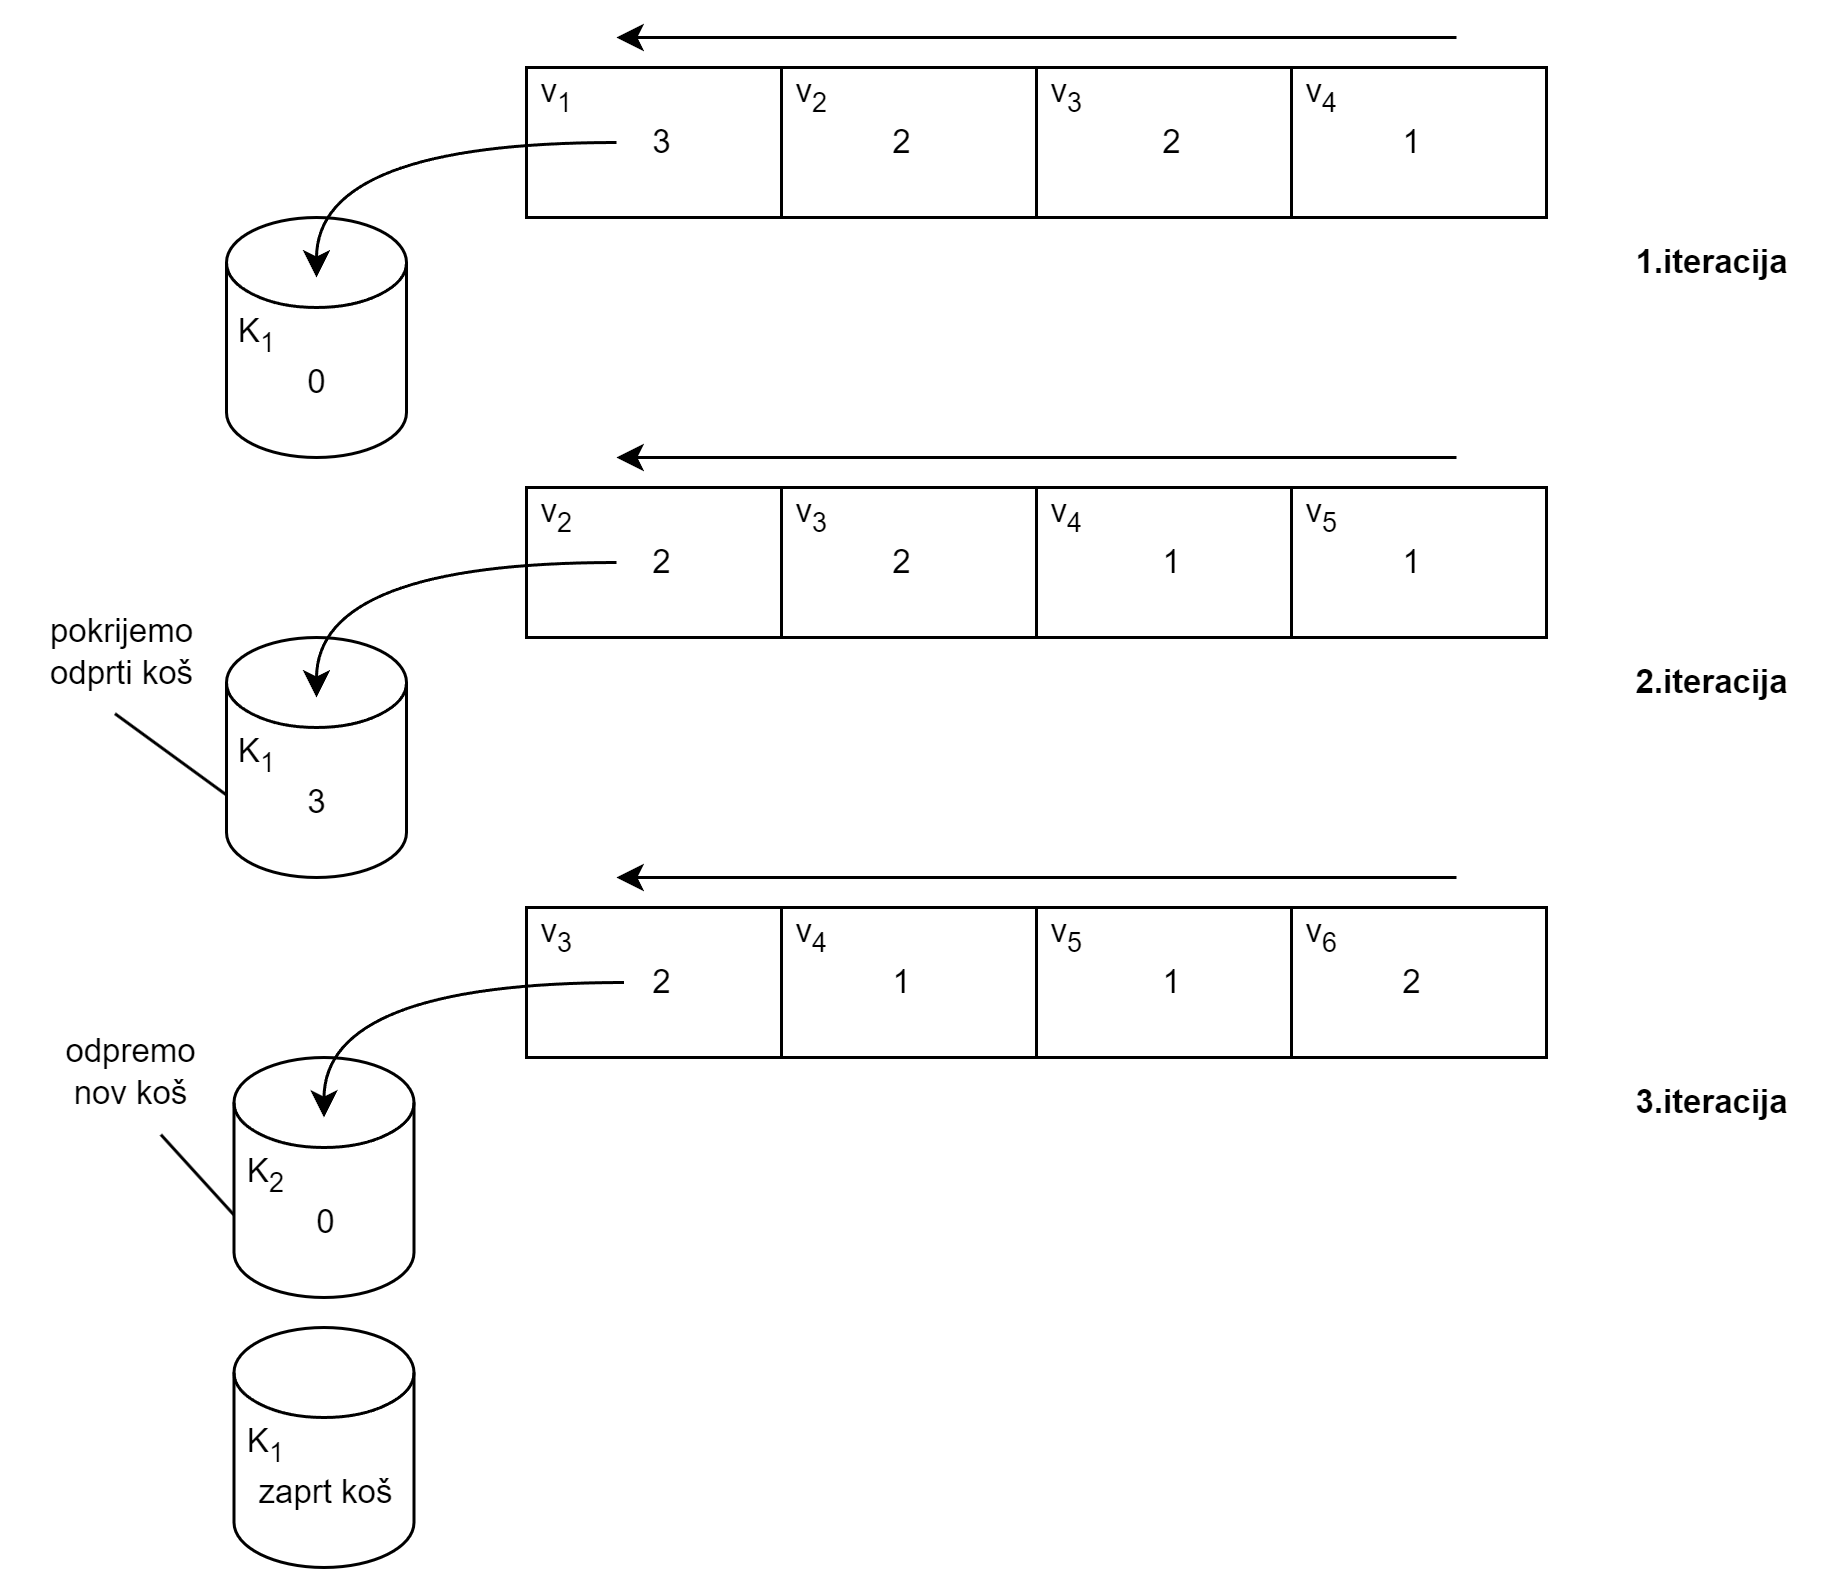 v₁ v₂ v₃ v₄
3 2 2 1
1.iteracija
K₁
0
v₂ v₃ v₄ v₅
2 2 1 1
pokrijemo
odprti koš
2.iteracija
K₁
3
v₃ v₄ v₅ v₆
2 1 1 2
odpremo
nov koš
3.iteracija
K₂
0
K₁
zaprt koš